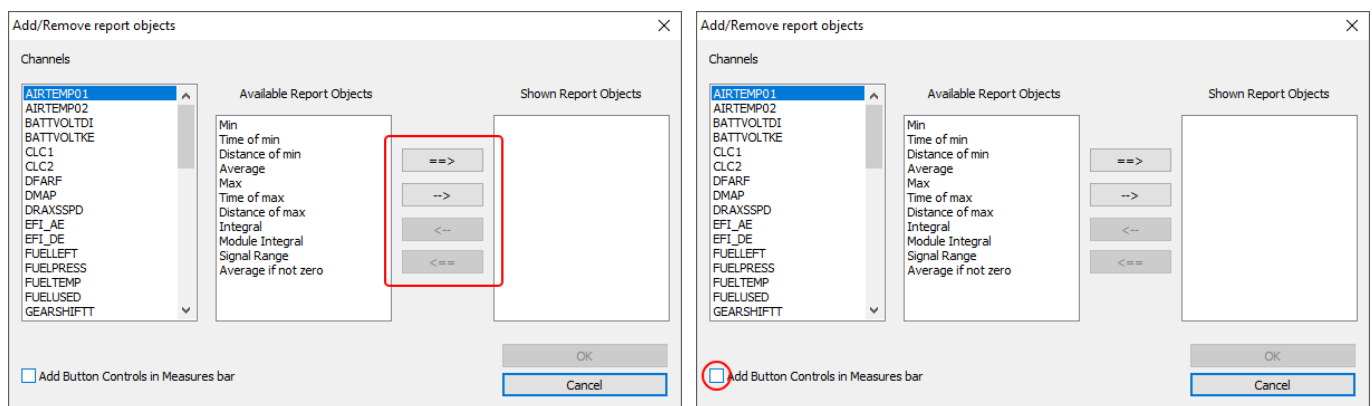 Add/Remove report objects
Channels
AIRTEMP01
AIRTEMP02
BATTVOLTDI
BATTVOLTKE
CLC1
CLC2
DFARF
DMAP
DRAXSSPD
EFI_AE
EFI_DE
FUELLEFT
FUELPRESS
FUELTEMP
FUELUSED
GEARSHIFTT
Available Report Objects
Min
Time of min
Distance of min
Average
Max
Time of max
Distance of max
Integral
Module Integral
Signal Range
Average if not zero
==>
-->
<--
<==
Shown Report Objects
Add Button Controls in Measures bar
OK
Cancel
Add/Remove report objects
Channels
AIRTEMP01
AIRTEMP02
BATTVOLTDI
BATTVOLTKE
CLC1
CLC2
DFARF
DMAP
DRAXSSPD
EFI_AE
EFI_DE
FUELLEFT
FUELPRESS
FUELTEMP
FUELUSED
GEARSHIFTT
Available Report Objects
Min
Time of min
Distance of min
Average
Max
Time of max
Distance of max
Integral
Module Integral
Signal Range
Average if not zero
==>
-->
<--
<==
Shown Report Objects
Add Button Controls in Measures bar
OK
Cancel